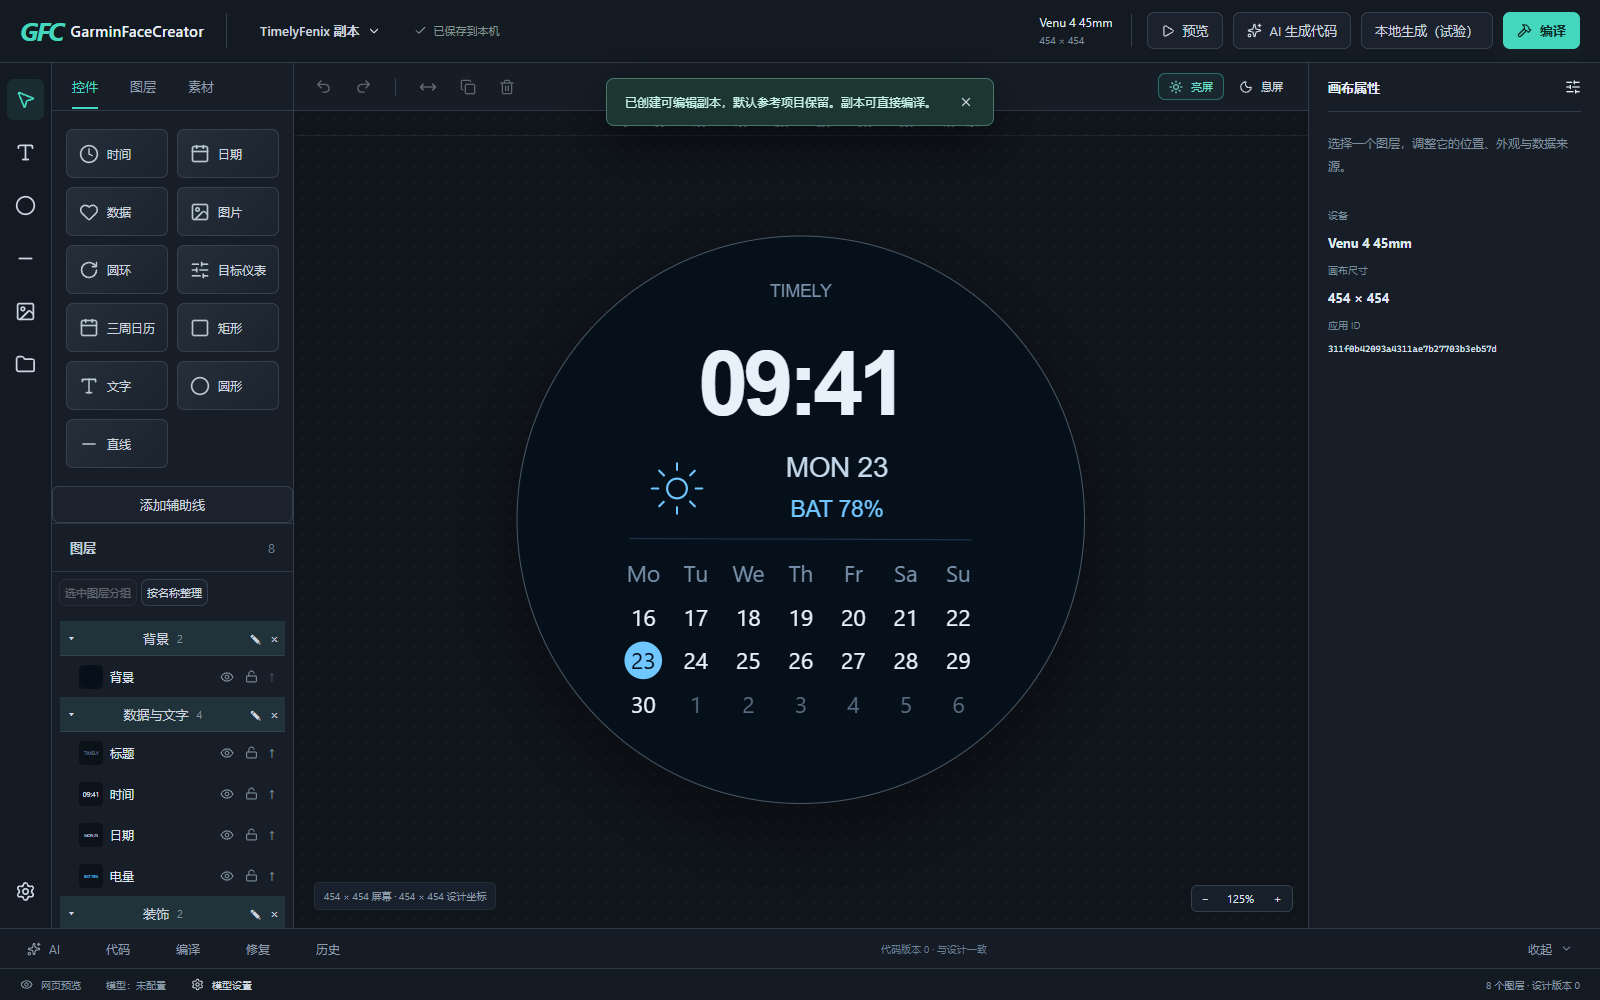 GFC GarminFaceCreator
TimelyFenix 副本
已保存到本机
Venu 4 45mm
454 × 454
预览
AI 生成代码
本地生成（试验）
编译
控件
图层
素材
已创建可编辑副本，默认参考项目保留。副本可直接编译。
亮屏
息屏
画布属性
时间
日期
数据
图片
圆环
目标仪表
三周日历
矩形
文字
圆形
直线
添加辅助线
图层
8
选中图层分组
按名称整理
背景 2
背景
数据与文字 4
TIMELY
标题
09:41
时间
MON 23
日期
BAT 78%
电量
装饰 2
TIMELY
09:41
MON 23
BAT 78%
Mo Tu We Th Fr Sa Su
16 17 18 19 20 21 22
23 24 25 26 27 28 29
30 1 2 3 4 5 6
454 × 454 屏幕 · 454 × 454 设计坐标
− 125% +
选择一个图层，调整它的位置、外观与数据来
源。
设备
Venu 4 45mm
画布尺寸
454 × 454
应用 ID
311f0b42093a4311ae7b27703b3eb57d
AI
代码
编译
修复
历史
代码版本 0 · 与设计一致
收起
网页预览
模型：未配置
模型设置
8 个图层 · 设计版本 0